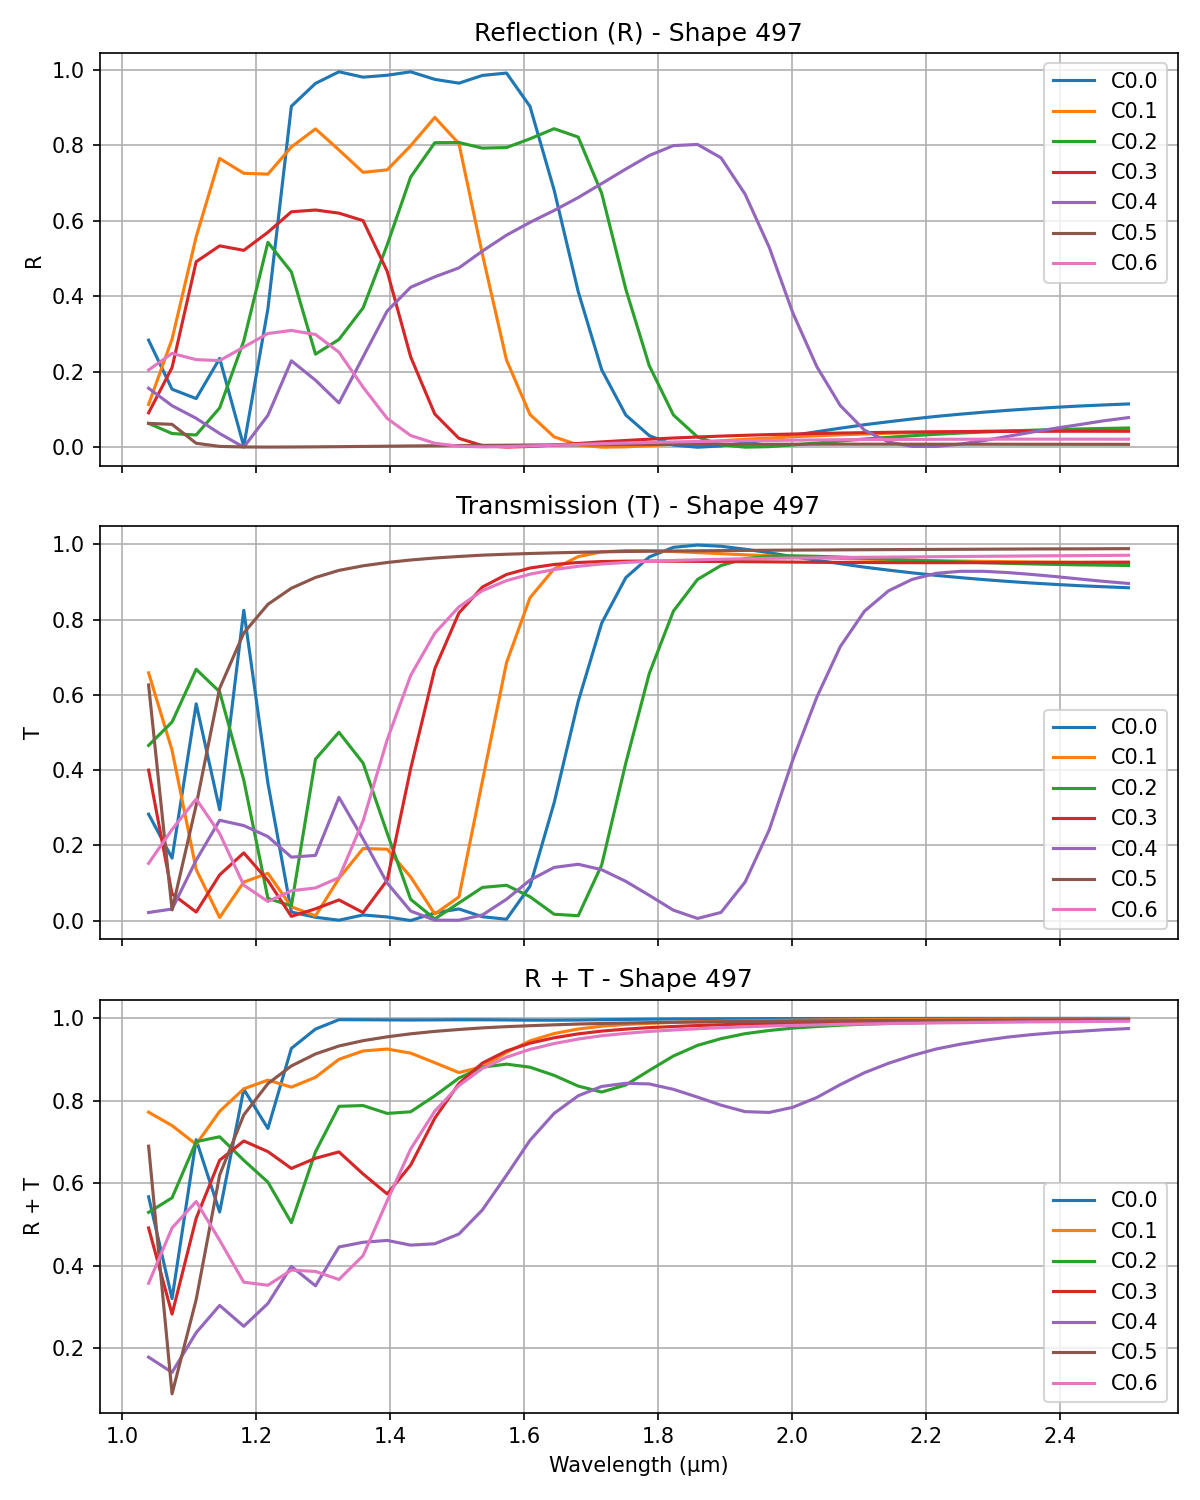 Reflection (R) - Shape 497
1.0
0.8
0.6
0.4
0.2
0.0
R
C0.0
C0.1
C0.2
C0.3
C0.4
C0.5
C0.6
Transmission (T) - Shape 497
1.0
0.8
0.6
0.4
0.2
0.0
T
C0.0
C0.1
C0.2
C0.3
C0.4
C0.5
C0.6
R + T - Shape 497
1.0
0.8
0.6
0.4
0.2
R + T
C0.0
C0.1
C0.2
C0.3
C0.4
C0.5
C0.6
1.0 1.2 1.4 1.6 1.8 2.0 2.2 2.4
Wavelength (μm)